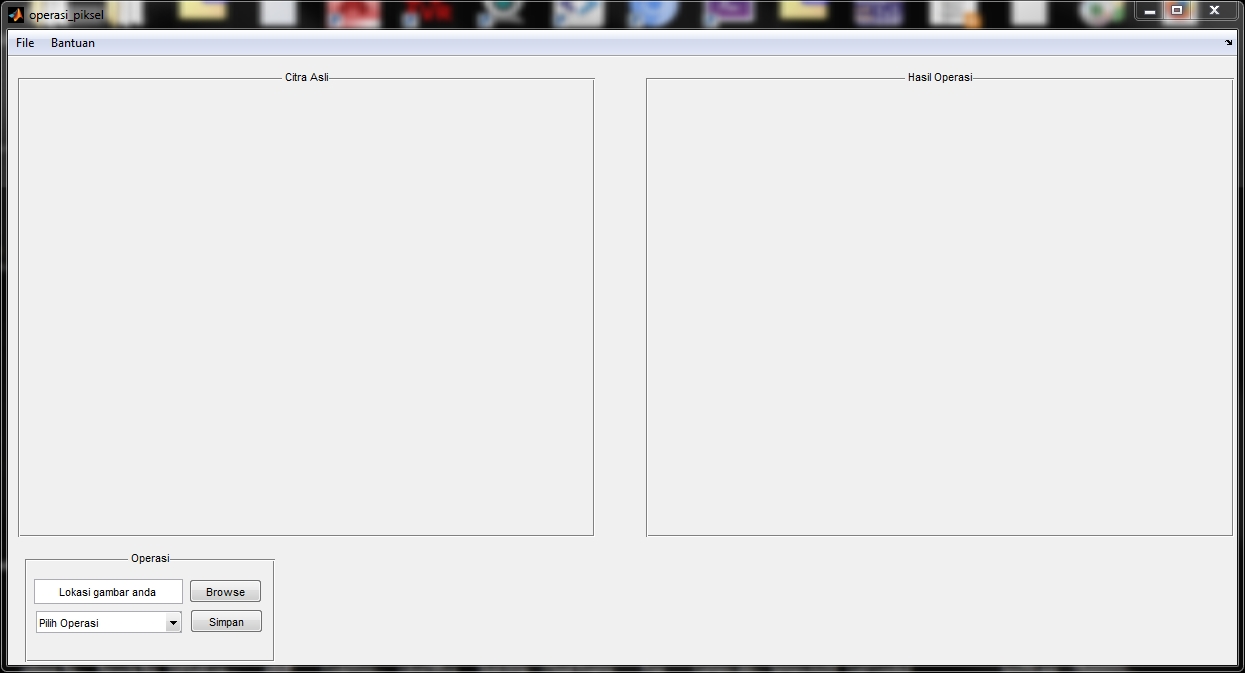 operasi_piksel
File Bantuan
Citra Asli
Hasil Operasi
Operasi
Lokasi gambar anda
Browse
Pilih Operasi
Simpan